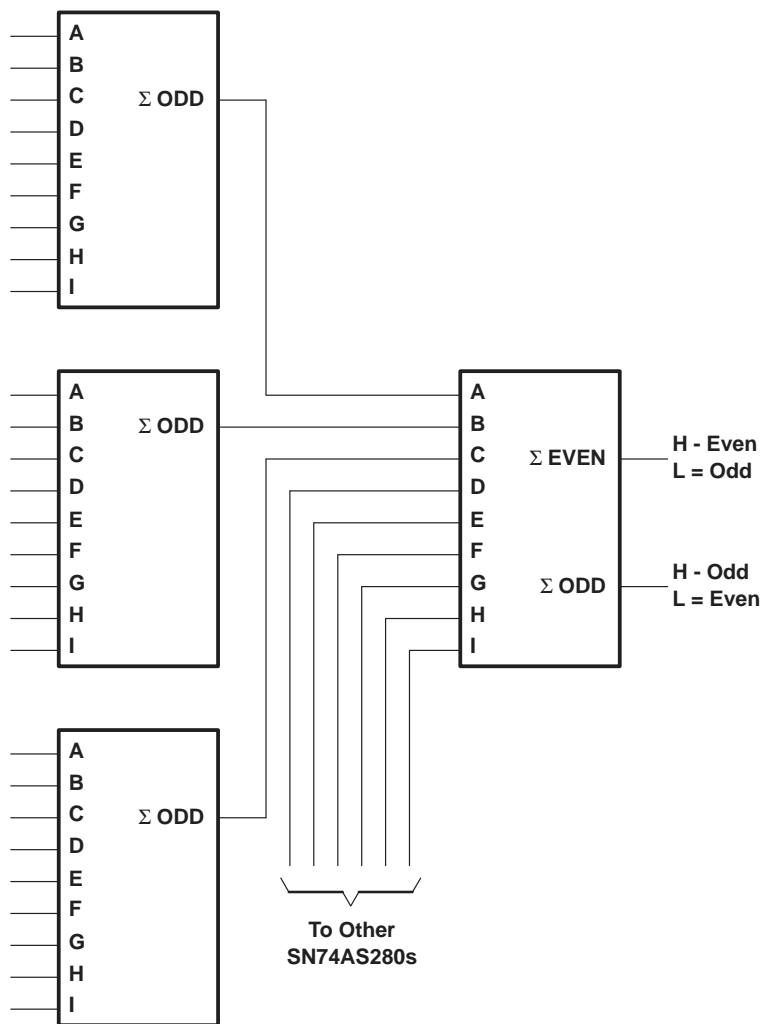 A
B
C
D
E
F
G
H
I
Σ ODD
A
B
C
D
E
F
G
H
I
Σ ODD
A
B
C
D
E
F
G
H
I
Σ ODD
A
B
C
D
E
F
G
H
I
Σ EVEN
Σ ODD
H - Even
L = Odd
H - Odd
L = Even
To Other
SN74AS280s